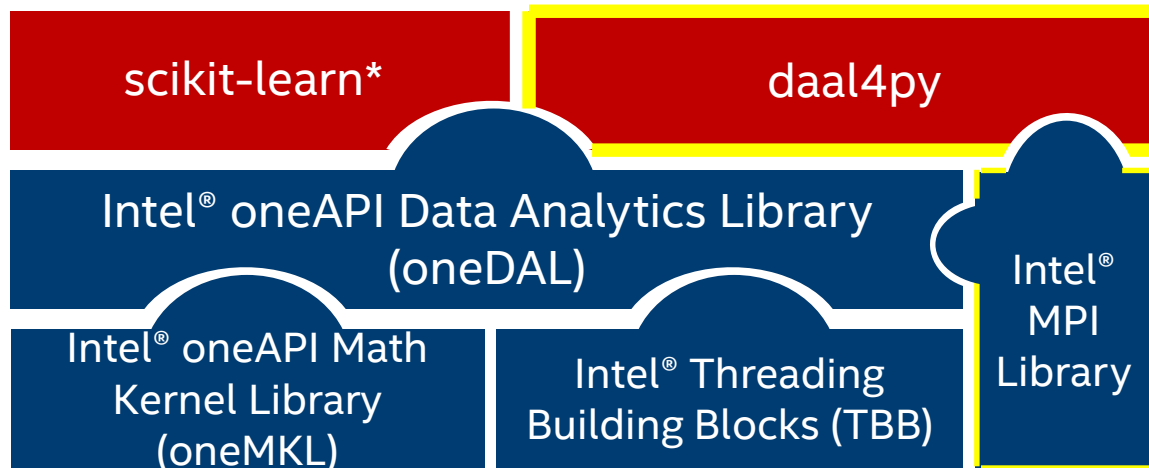 scikit-learn*
daal4py
Intel® oneAPI Data Analytics Library
(oneDAL)
Intel®
MPI
Library
Intel® oneAPI Math
Kernel Library
(oneMKL)
Intel® Threading
Building Blocks (TBB)